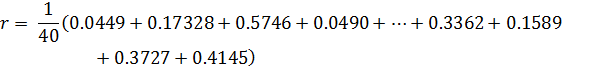 r = 1/40 (0.0449 + 0.17328 + 0.5746 + 0.0490 + ⋯ + 0.3362 + 0.1589
+ 0.3727 + 0.4145)